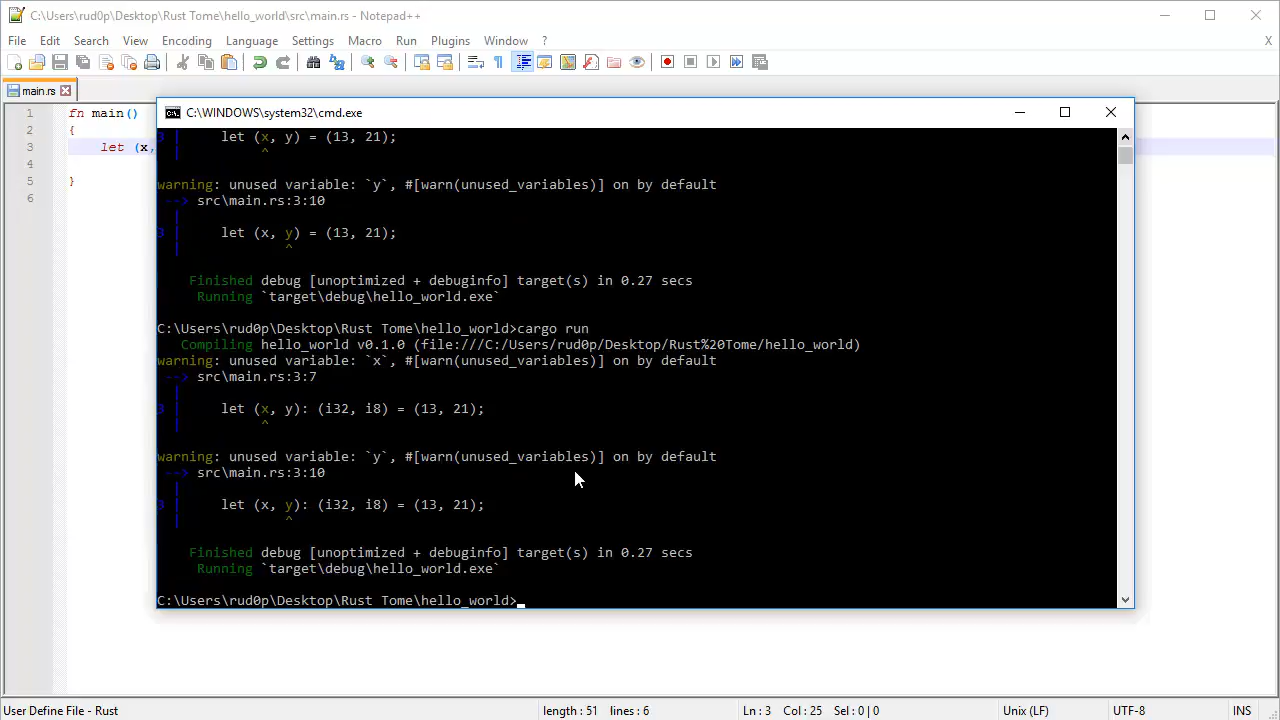 C:\Users\rud0p\Desktop\Rust Tome\hello_world\src\main.rs - Notepad++
File Edit Search View Encoding Language Settings Macro Run Plugins Window ? X
main.rs
1 fn main()
2 {
3 let (x,
4
5 }
6
C:\WINDOWS\system32\cmd.exe
3 | let (x, y) = (13, 21);
| ^
warning: unused variable: `y`, #[warn(unused_variables)] on by default
--> src\main.rs:3:10
|
3 | let (x, y) = (13, 21);
| ^
Finished debug [unoptimized + debuginfo] target(s) in 0.27 secs
Running `target\debug\hello_world.exe`
C:\Users\rud0p\Desktop\Rust Tome\hello_world>cargo run
Compiling hello_world v0.1.0 (file:///C:/Users/rud0p/Desktop/Rust%20Tome/hello_world)
warning: unused variable: `x`, #[warn(unused_variables)] on by default
--> src\main.rs:3:7
|
3 | let (x, y): (i32, i8) = (13, 21);
| ^
warning: unused variable: `y`, #[warn(unused_variables)] on by default
--> src\main.rs:3:10
|
3 | let (x, y): (i32, i8) = (13, 21);
| ^
Finished debug [unoptimized + debuginfo] target(s) in 0.27 secs
Running `target\debug\hello_world.exe`
C:\Users\rud0p\Desktop\Rust Tome\hello_world>
User Define File - Rust length : 51 lines : 6 Ln : 3 Col : 25 Sel : 0 | 0 Unix (LF) UTF-8 INS